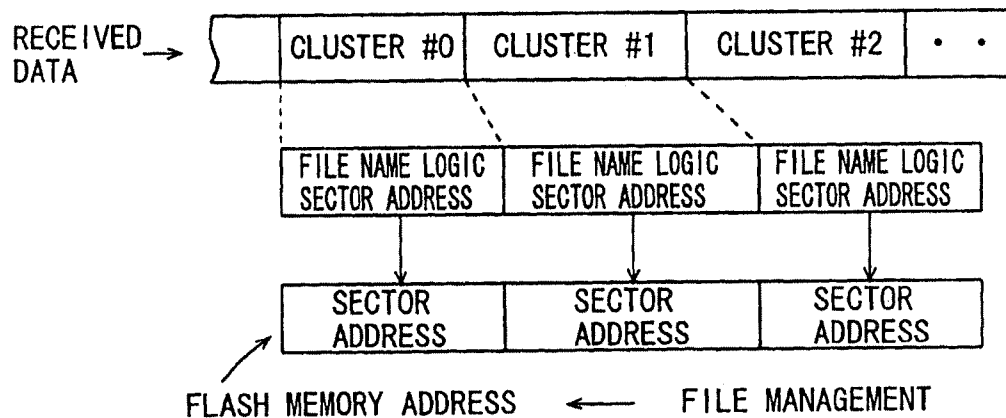 RECEIVED
DATA
CLUSTER #0 CLUSTER #1 CLUSTER #2 · ·
FILE NAME LOGIC FILE NAME LOGIC FILE NAME LOGIC
SECTOR ADDRESS SECTOR ADDRESS SECTOR ADDRESS
SECTOR SECTOR SECTOR
ADDRESS ADDRESS ADDRESS
FLASH MEMORY ADDRESS FILE MANAGEMENT